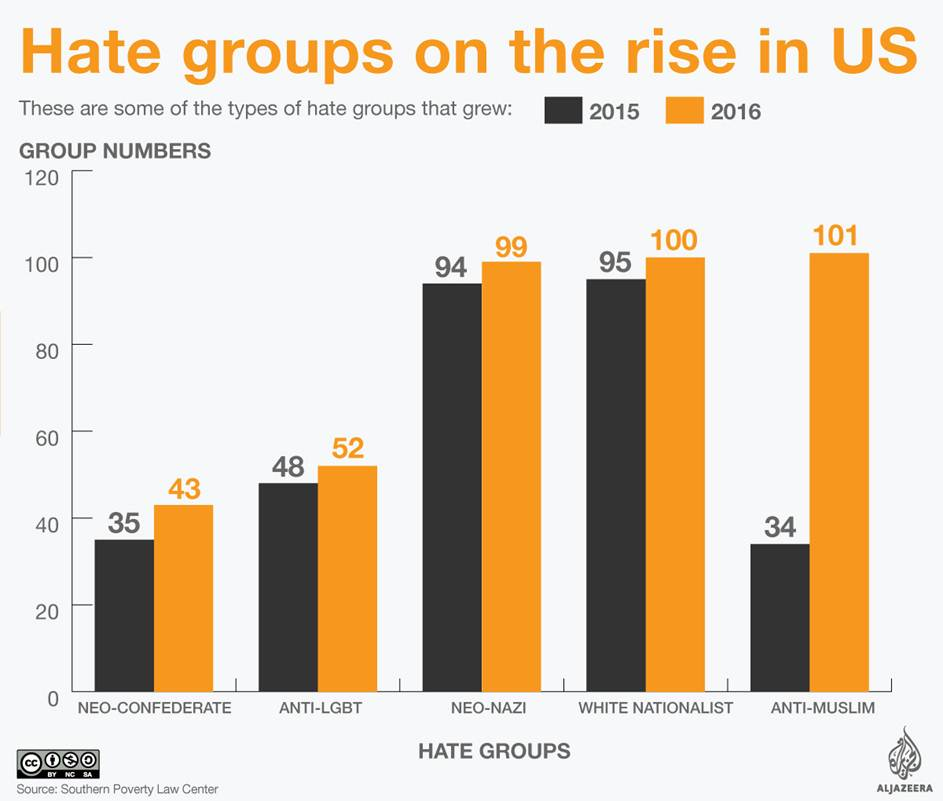 Hate groups on the rise in US
These are some of the types of hate groups that grew: 2015 2016
GROUP NUMBERS
120
100
80
60
40
20
0
35 43
48 52
94 99
95 100
34 101
NEO-CONFEDERATE ANTI-LGBT NEO-NAZI WHITE NATIONALIST ANTI-MUSLIM
HATE GROUPS
cc
BY NC SA
Source: Southern Poverty Law Center
ALJAZEERA